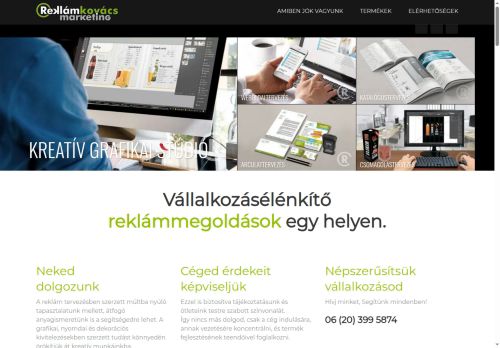 Reklámkovács
marketing
AMIBEN JÓK VAGYUNK TERMÉKEK ELÉRHETŐSÉGEK
WEBOLDALTERVEZÉS
KATALÓGUSTERVEZÉS
KREATÍV GRAFIKAI STÚDIÓ
ARCULATTERVEZÉS
CSOMAGOLÁSTERVEZÉS
Vállalkozásélénkítő
reklámmegoldások egy helyen.
Neked
dolgozunk
A reklám tervezésben szerzett múltba nyúló
tapasztalatunk mellett, átfogó
anyagismeretünk is a segítségedre lehet. A
grafikai, nyomdai és dekorációs
kivitelezésekben szerzett tudást könnyedén
örökítjük át kreatív munkáinkba.
Céged érdekeit
képviseljük
Ezzel is biztosítva tájékoztatásunk és
ötleteink testre szabott színvonalát.
Így nincs más dolgod, csak a cég indulására,
annak vezetésére koncentrálni, és termék
fejlesztésének teendőivel foglalkozni.
Népszerűsítsük
vállalkozásod
Hívj minket, Segítünk mindenben!
06 (20) 399 5874